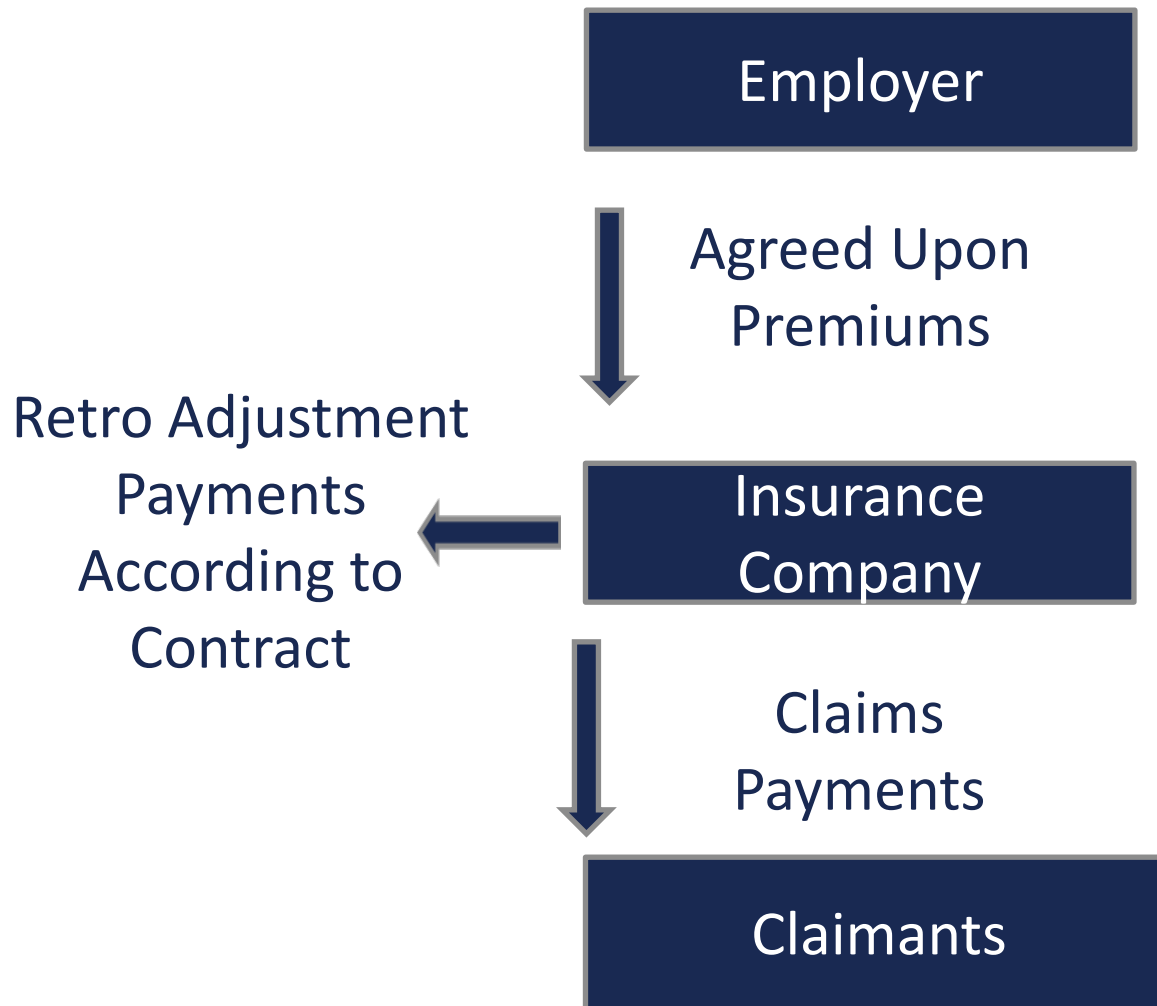 Employer
Agreed Upon
Premiums
Retro Adjustment
Payments
According to
Contract
Insurance
Company
Claims
Payments
Claimants